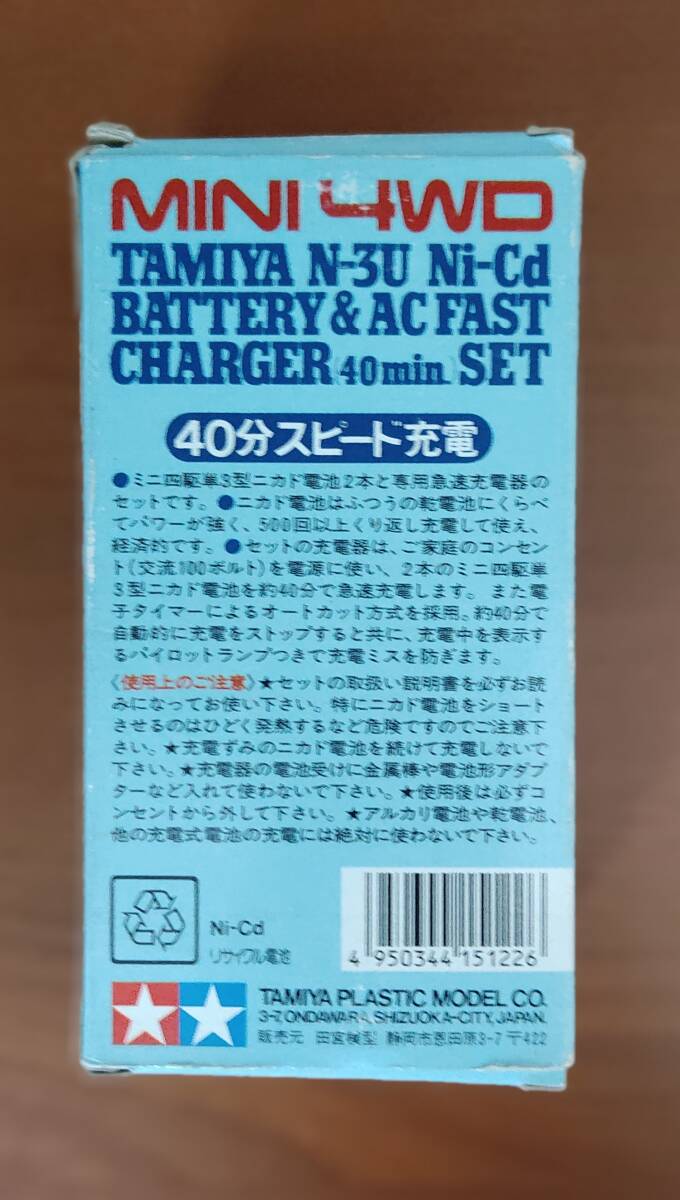 MINI 4WD
TAMIYA N-3U Ni-Cd
BATTERY & AC FAST
CHARGER (40min.) SET
40分スピード充電
●ミニ四駆単3型ニカド電池2本と専用急速充電器の
セットです。●ニカド電池はふつうの乾電池にくらべ
てパワーが強く、500回以上くり返し充電して使え、
経済的です。●セットの充電器は、ご家庭のコンセン
ト(交流100ボルト)を電源に使い、2本のミニ四駆単
3型ニカド電池を約40分で急速充電します。また電
子タイマーによるオートカット方式を採用。約40分で
自動的に充電をストップすると共に、充電中を表示す
るパイロットランプつきで充電ミスを防ぎます。
《使用上のご注意》★セットの取扱い説明書を必ずお読
みになってお使い下さい。特にニカド電池をショート
させるのはひどく発熱するなど危険ですのでご注意下
さい。★充電ずみのニカド電池を続けて充電しないで
下さい。★充電器の電池受けに金属棒や電池形アダプ
ターなど入れて使わないで下さい。★使用後は必ずコ
ンセントから外して下さい。★アルカリ電池や乾電池、
他の充電式電池の充電には絶対に使わないで下さい。
Ni-Cd
リサイクル電池
4 950344 151226
TAMIYA PLASTIC MODEL CO.
3-7, ONDAWARA, SHIZUOKA-CITY, JAPAN.
販売元 田宮模型 静岡市恩田原3-7 〒422